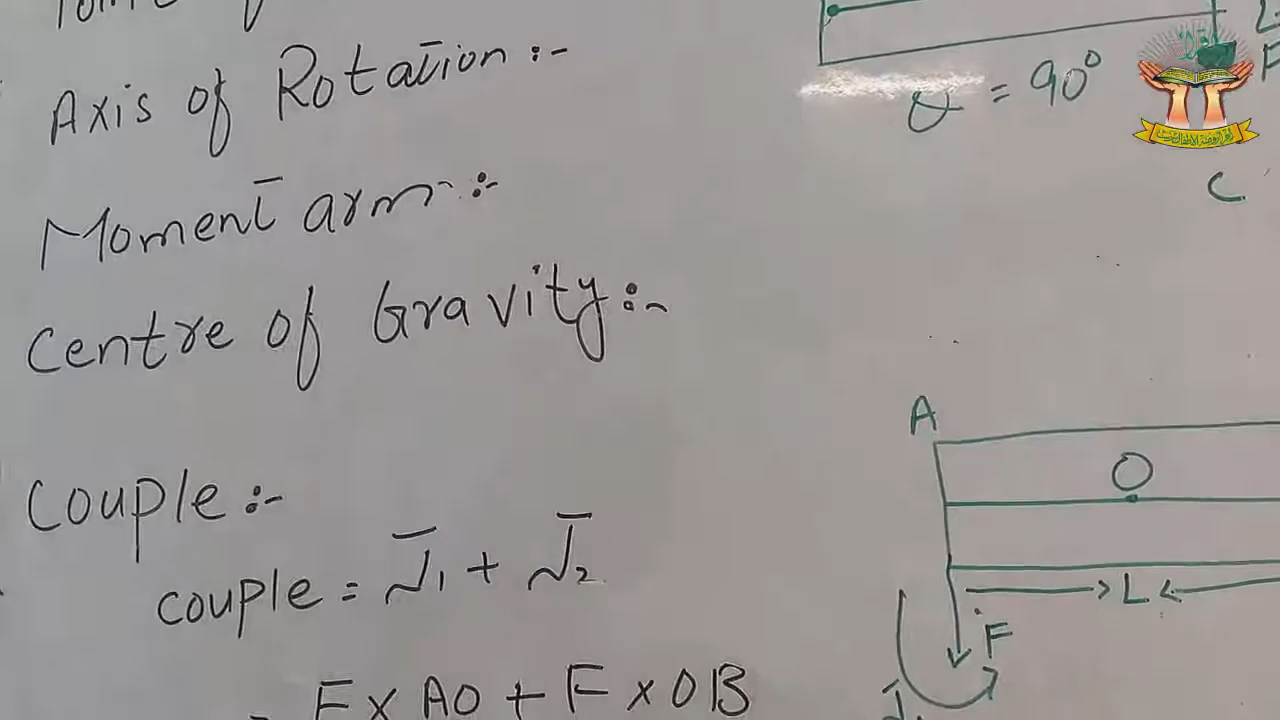 Axis of Rotation :-
Moment arm :-
Centre of Gravity :-
Couple :-
couple = τ1 + τ2
= F × AO + F × OB
θ = 90°
C
A
O
L
F